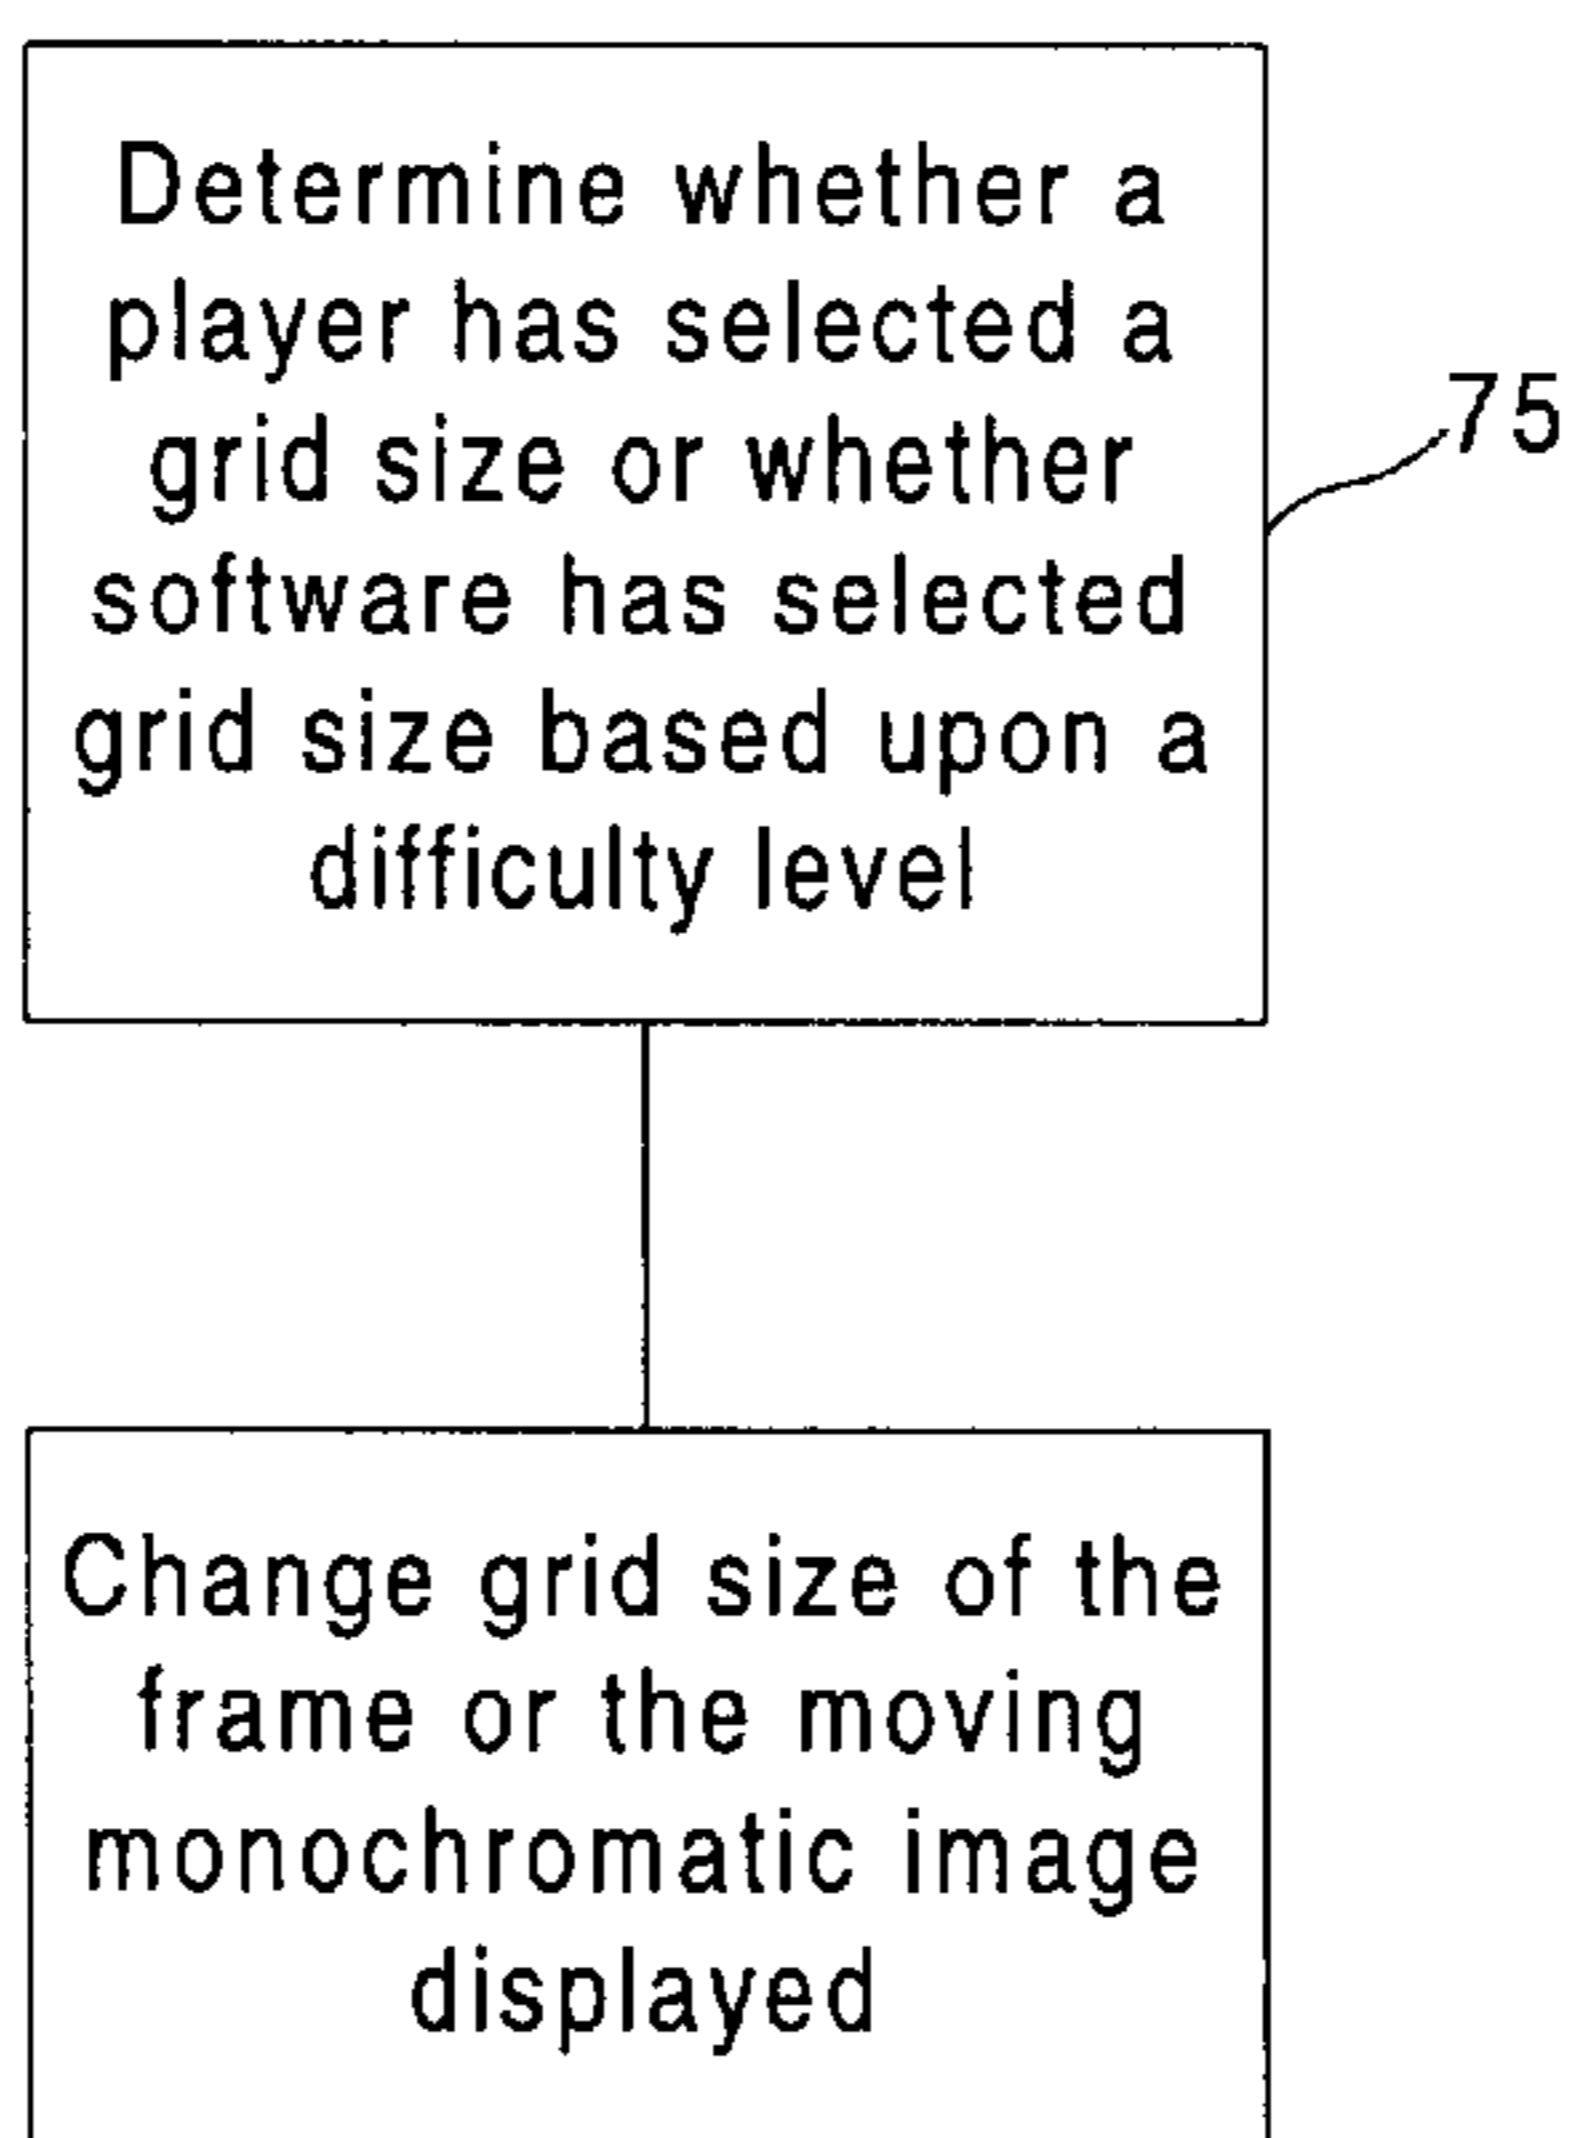 Determine whether a
player has selected a
grid size or whether
software has selected
grid size based upon a
difficulty level
75
Change grid size of the
frame or the moving
monochromatic image
displayed